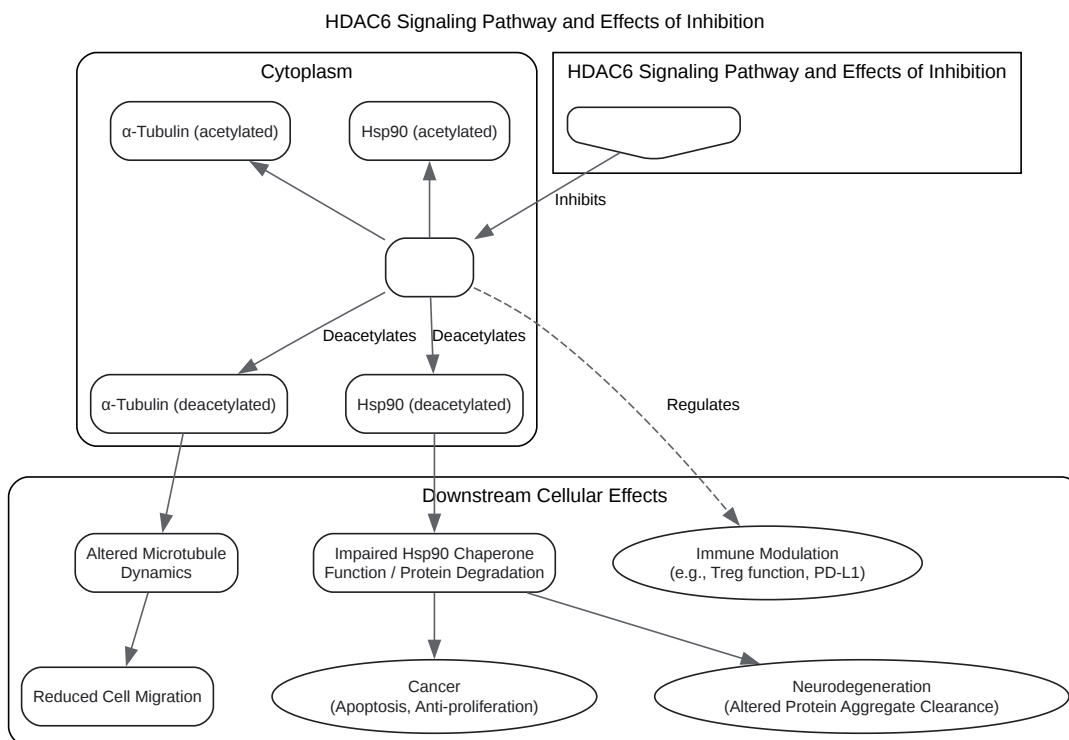 HDAC6 Signaling Pathway and Effects of Inhibition
Cytoplasm
HDAC6 Signaling Pathway and Effects of Inhibition
α-Tubulin (acetylated)
Hsp90 (acetylated)
Inhibits
Deacetylates
Deacetylates
α-Tubulin (deacetylated)
Hsp90 (deacetylated)
Regulates
Downstream Cellular Effects
Altered Microtubule
Dynamics
Impaired Hsp90 Chaperone
Function / Protein Degradation
Immune Modulation
(e.g., Treg function, PD-L1)
Reduced Cell Migration
Cancer
(Apoptosis, Anti-proliferation)
Neurodegeneration
(Altered Protein Aggregate Clearance)